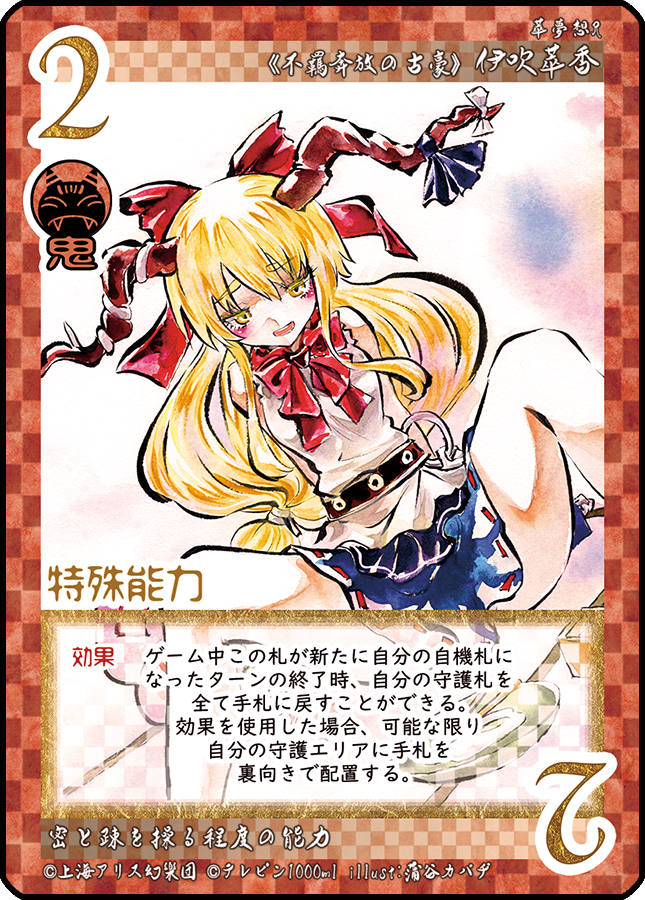 2
萃夢想
《不羈奔放の古豪》 伊吹萃香
鬼
特殊能力
効果
ゲーム中この札が新たに自分の自機札に
なったターンの終了時、自分の守護札を
全て手札に戻すことができる。
効果を使用した場合、可能な限り
自分の守護エリアに手札を
裏向きで配置する。
2
密と疎を操る程度の能力
©上海アリス幻樂団 ©テレピン1000ml illust:蒲谷カバヂ